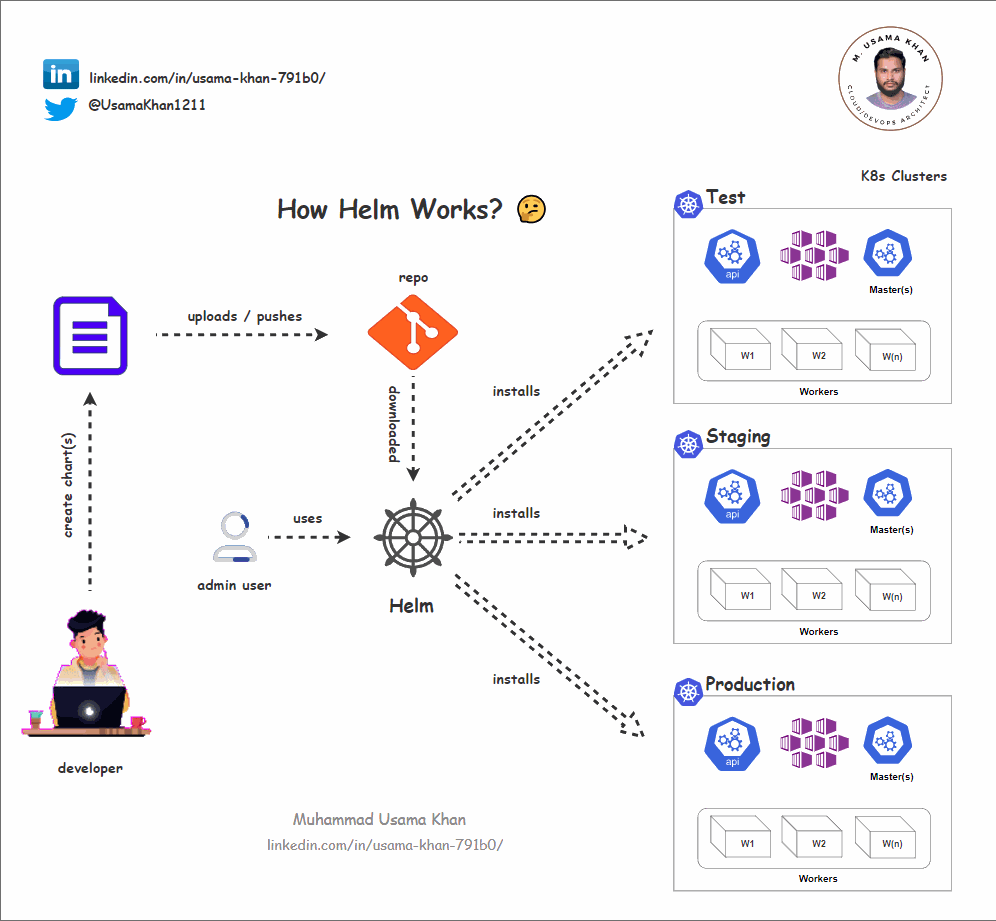 in
linkedin.com/in/usama-khan-791b0/
@UsamaKhan1211
M. USAMA KHAN
CLOUD/DEVOPS ARCHITECT
K8s Clusters
How Helm Works?
repo
uploads / pushes
downloaded
create chart(s)
developer
admin user
uses
Helm
installs
installs
installs
Test
api
Master(s)
W1
W2
W(n)
Workers
Staging
api
Master(s)
W1
W2
W(n)
Workers
Production
api
Master(s)
W1
W2
W(n)
Workers
Muhammad Usama Khan
linkedin.com/in/usama-khan-791b0/